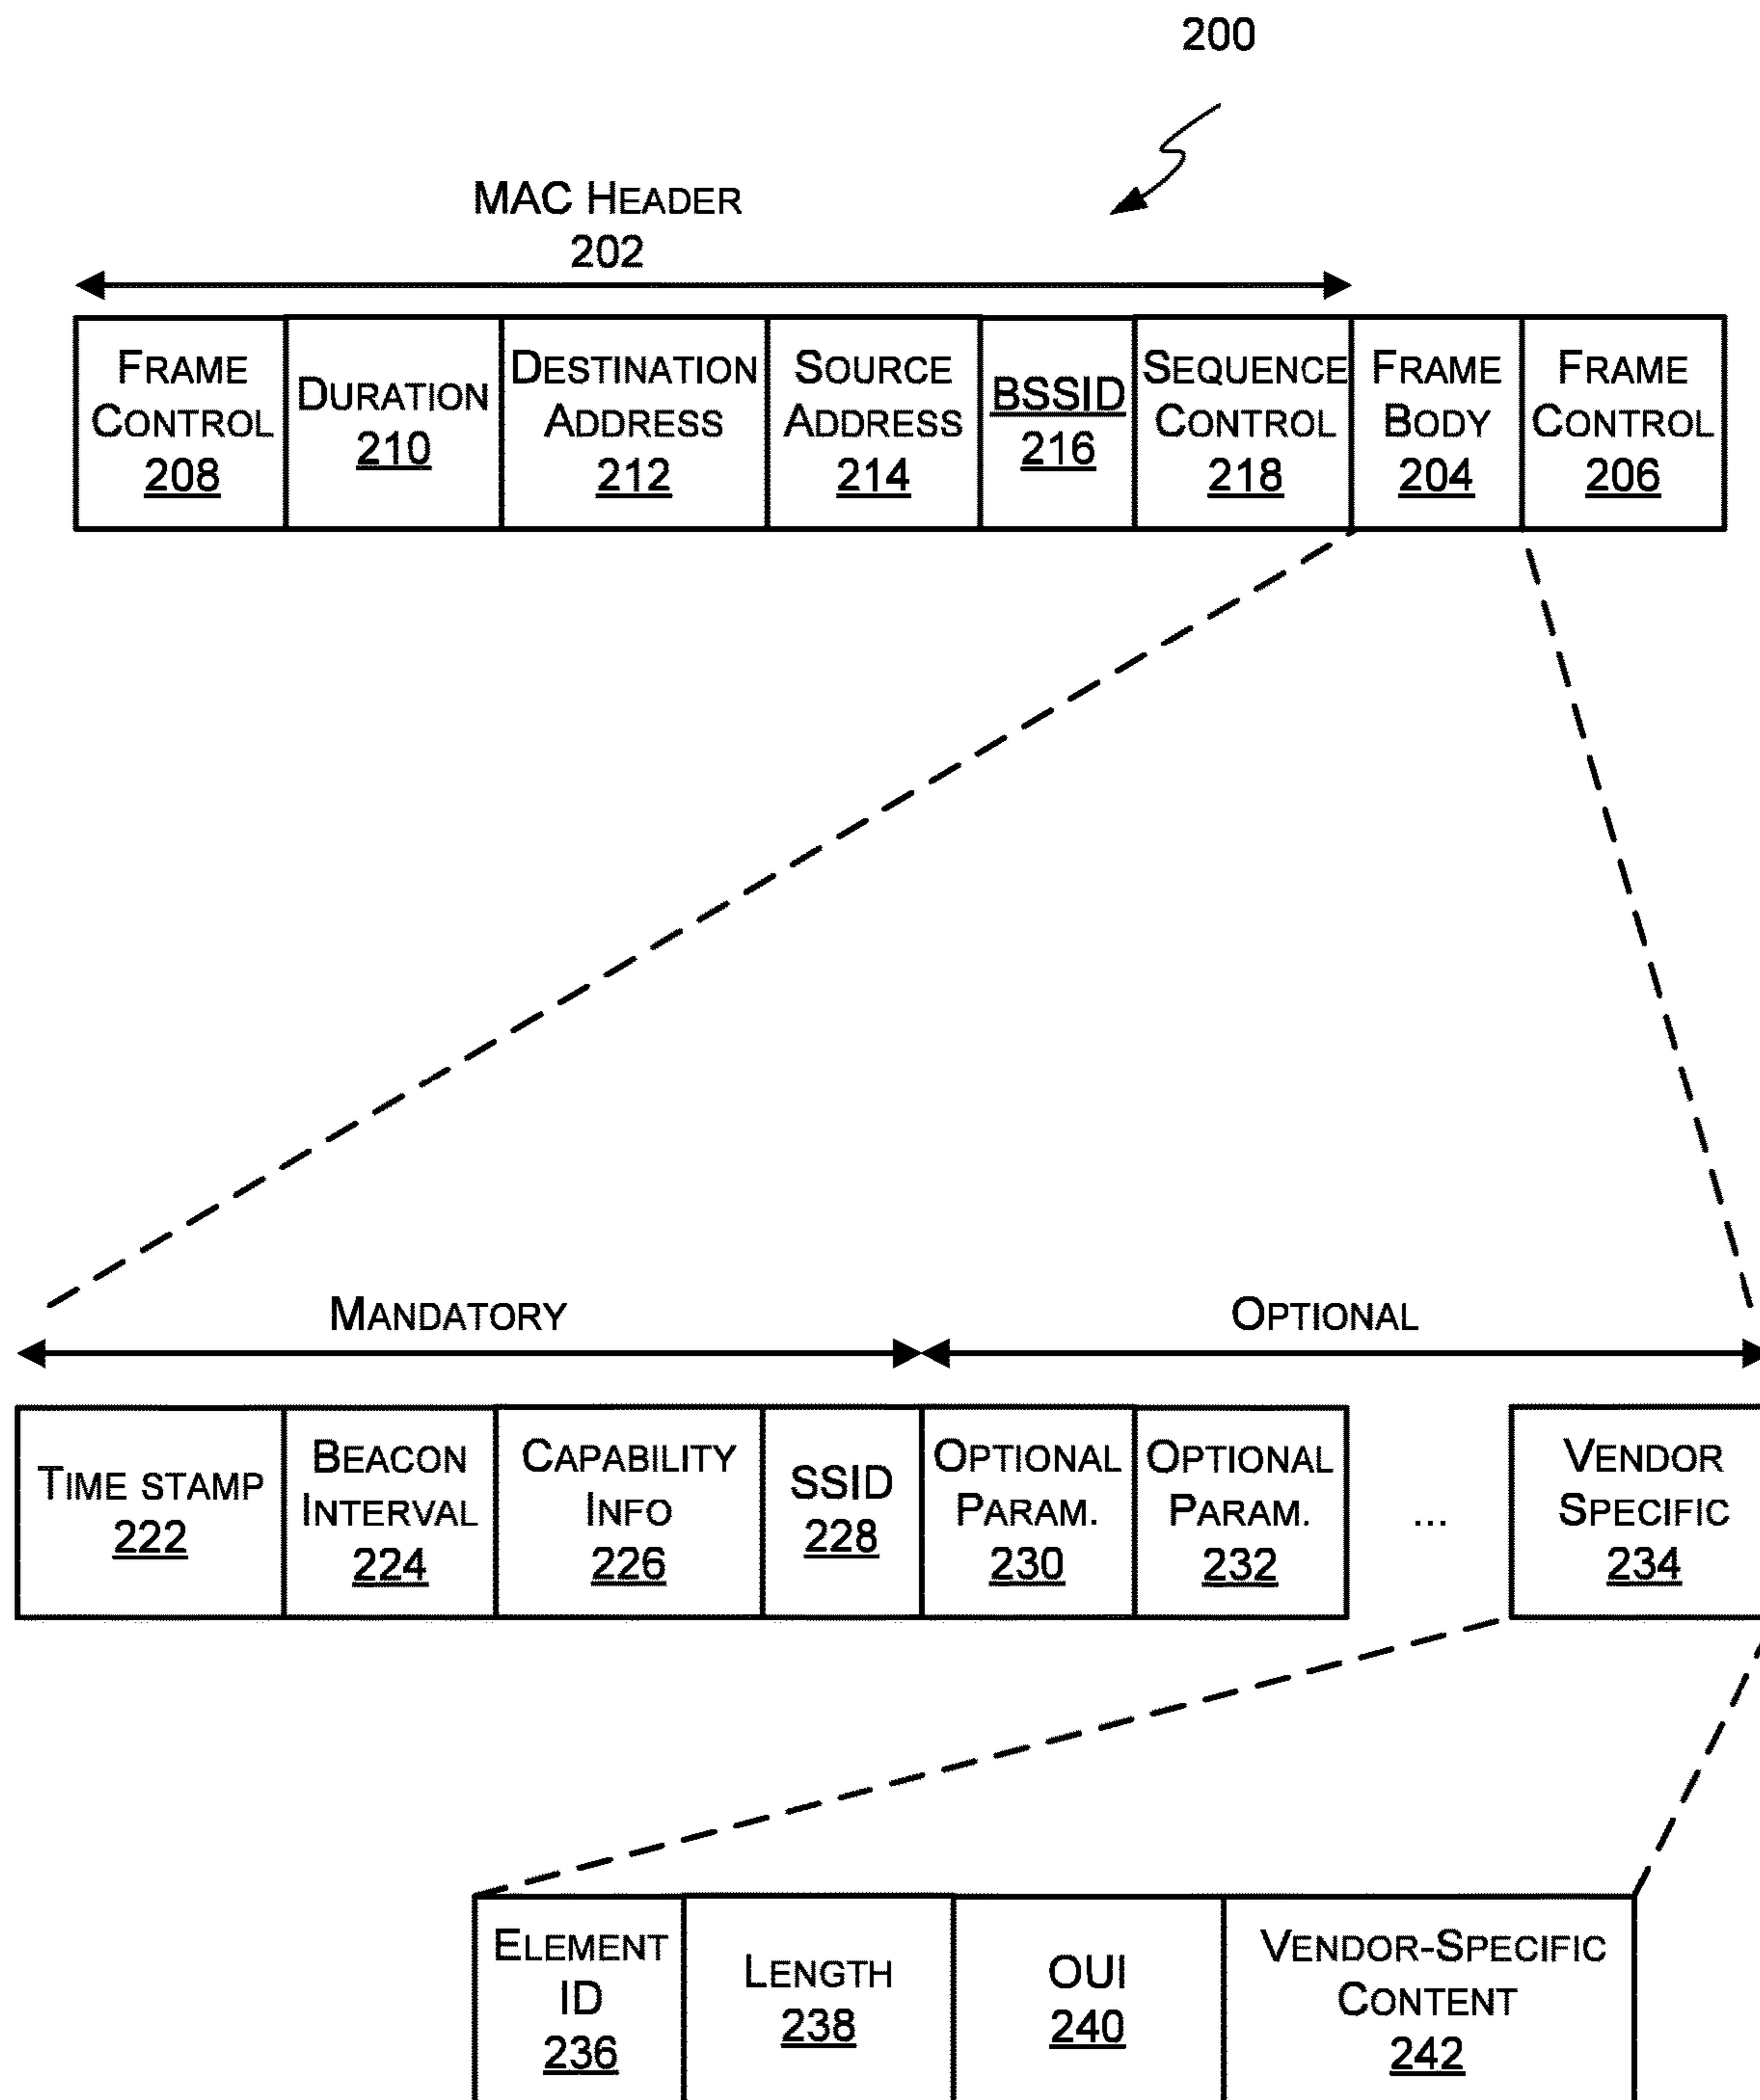 200
MAC HEADER
202
FRAME
CONTROL
208
DURATION
210
DESTINATION
ADDRESS
212
SOURCE
ADDRESS
214
BSSID
216
SEQUENCE
CONTROL
218
FRAME
BODY
204
FRAME
CONTROL
206
MANDATORY
OPTIONAL
TIME STAMP
222
BEACON
INTERVAL
224
CAPABILITY
INFO
226
SSID
228
OPTIONAL
PARAM.
230
OPTIONAL
PARAM.
232
...
VENDOR
SPECIFIC
234
ELEMENT
ID
236
LENGTH
238
OUI
240
VENDOR-SPECIFIC
CONTENT
242